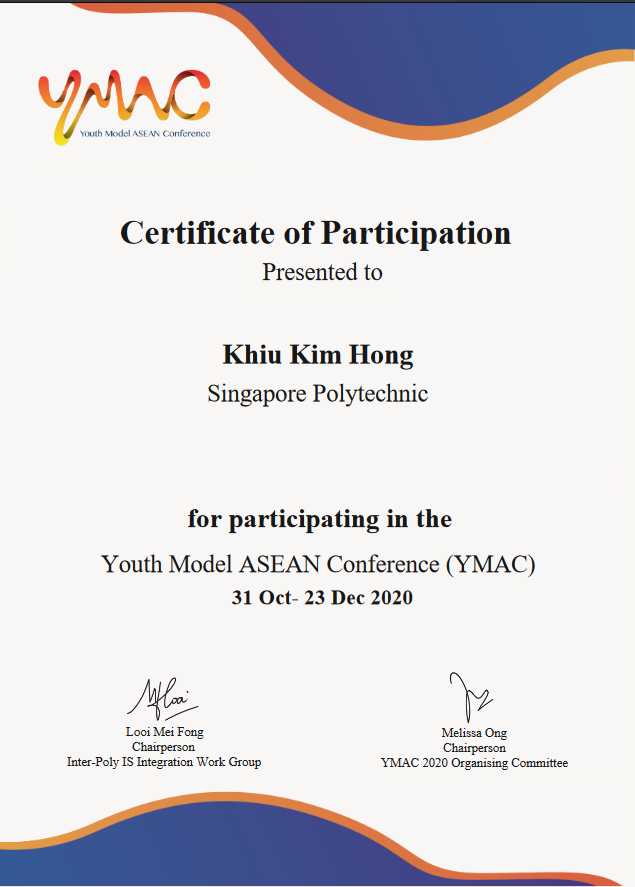 YMAC
Youth Model ASEAN Conference
Certificate of Participation
Presented to
Khiu Kim Hong
Singapore Polytechnic
for participating in the
Youth Model ASEAN Conference (YMAC)
31 Oct- 23 Dec 2020
Looi Mei Fong
Chairperson
Inter-Poly IS Integration Work Group
Melissa Ong
Chairperson
YMAC 2020 Organising Committee